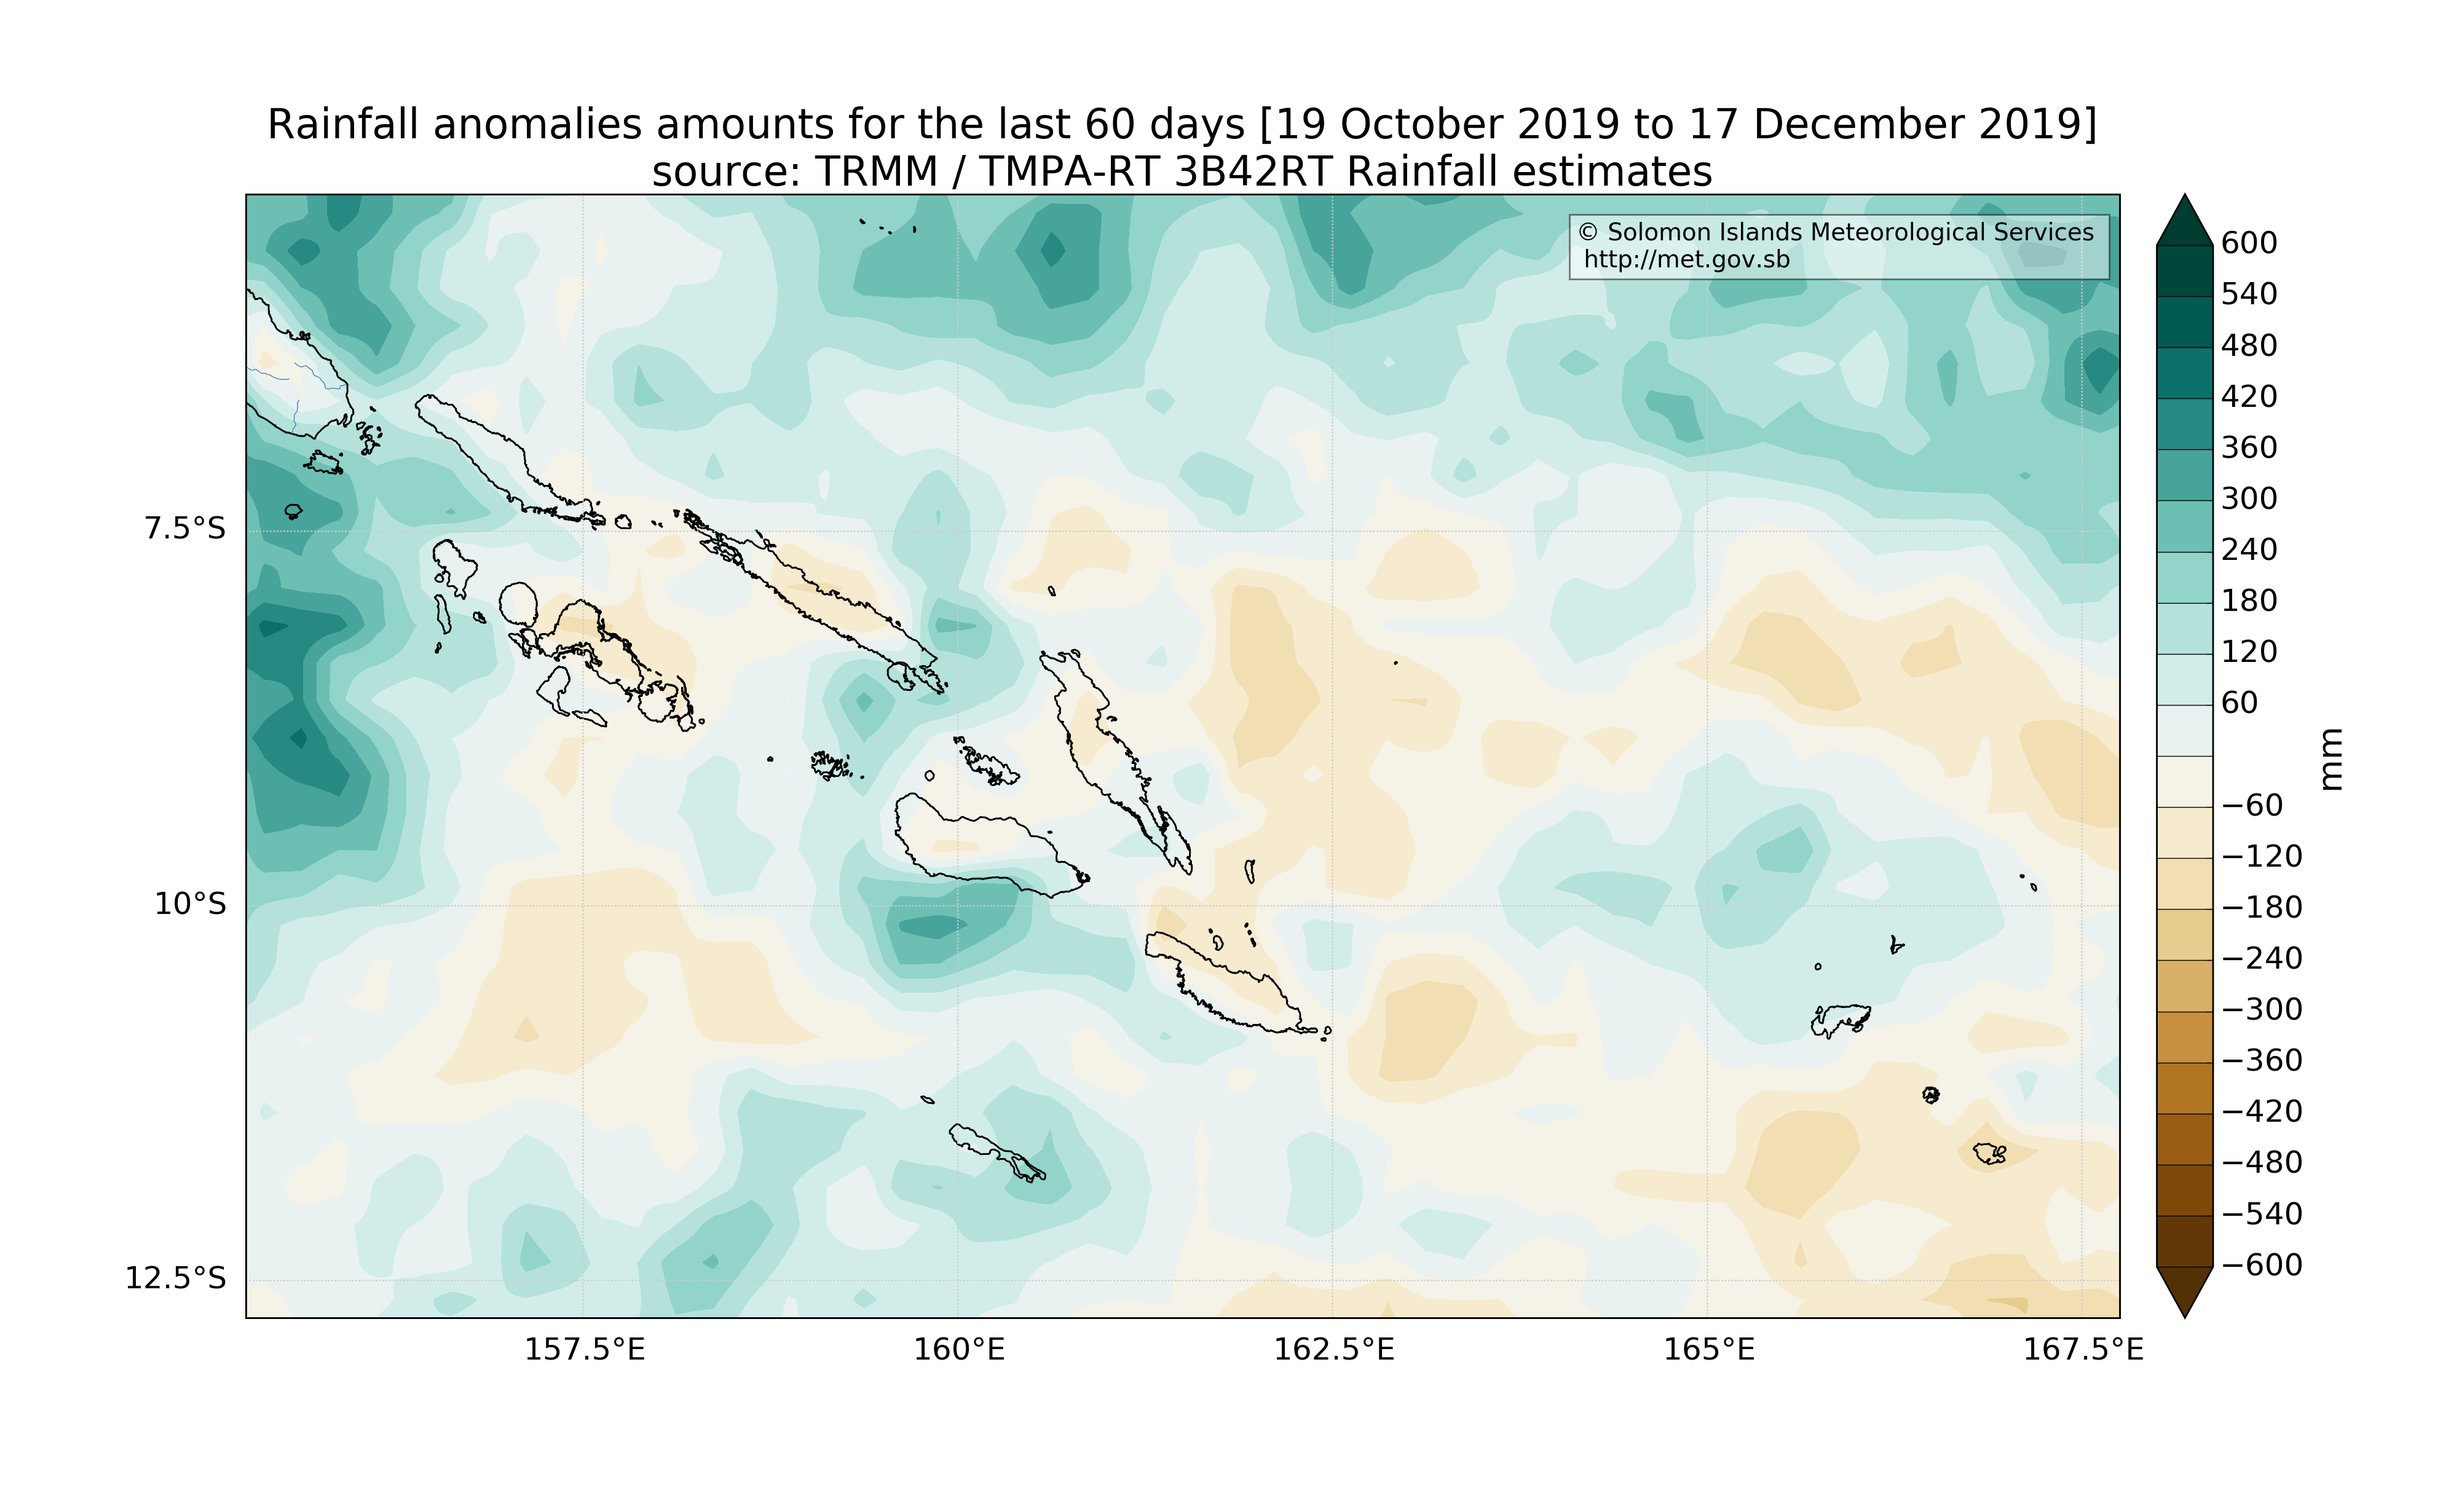 Rainfall anomalies amounts for the last 60 days [19 October 2019 to 17 December 2019]
source: TRMM / TMPA-RT 3B42RT Rainfall estimates
© Solomon Islands Meteorological Services
http://met.gov.sb
7.5°S
10°S
12.5°S
157.5°E
160°E
162.5°E
165°E
167.5°E
600
540
480
420
360
300
240
180
120
60
−60
−120
−180
−240
−300
−360
−420
−480
−540
−600
mm